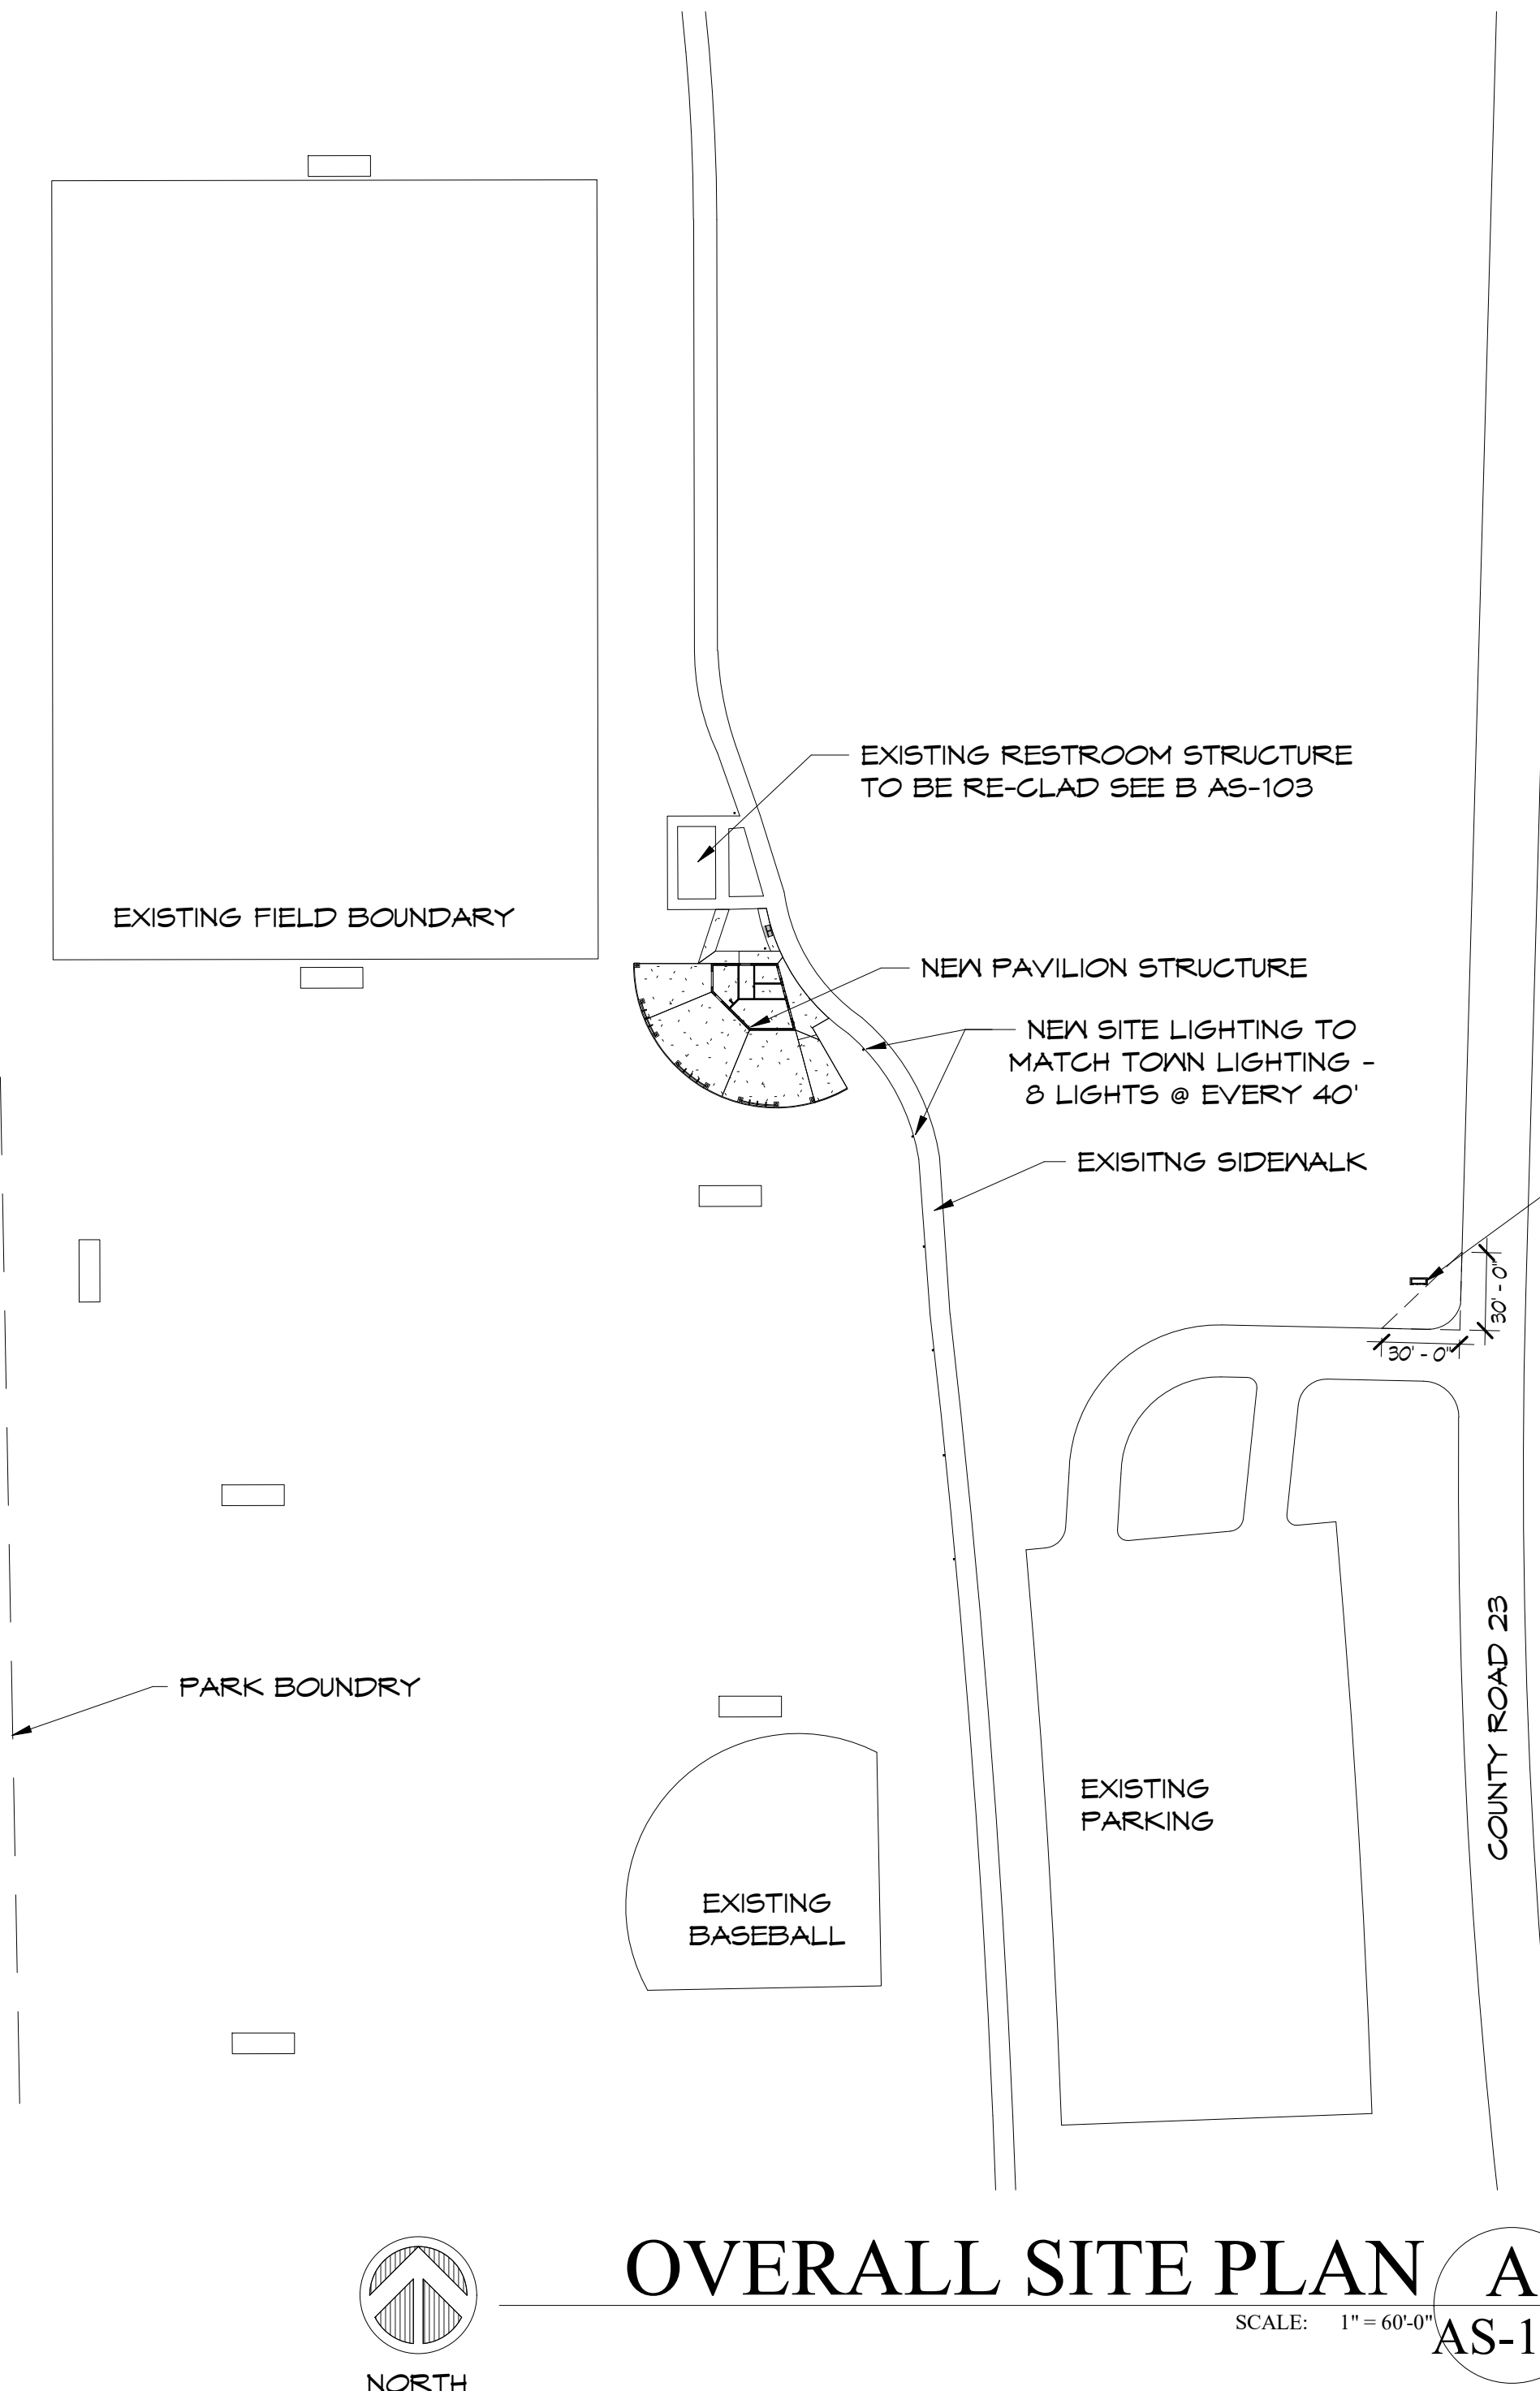 EXISTING RESTROOM STRUCTURE
TO BE RE-CLAD SEE B AS-103
EXISTING FIELD BOUNDARY
NEW PAVILION STRUCTURE
NEW SITE LIGHTING TO
MATCH TOWN LIGHTING -
8 LIGHTS @ EVERY 40'
EXISITNG SIDEWALK
30' - 0"
30' - 0"
PARK BOUNDRY
COUNTY ROAD 23
EXISTING
PARKING
EXISTING
BASEBALL
OVERALL SITE PLAN
A
SCALE: 1" = 60'-0"
AS-1
NORTH